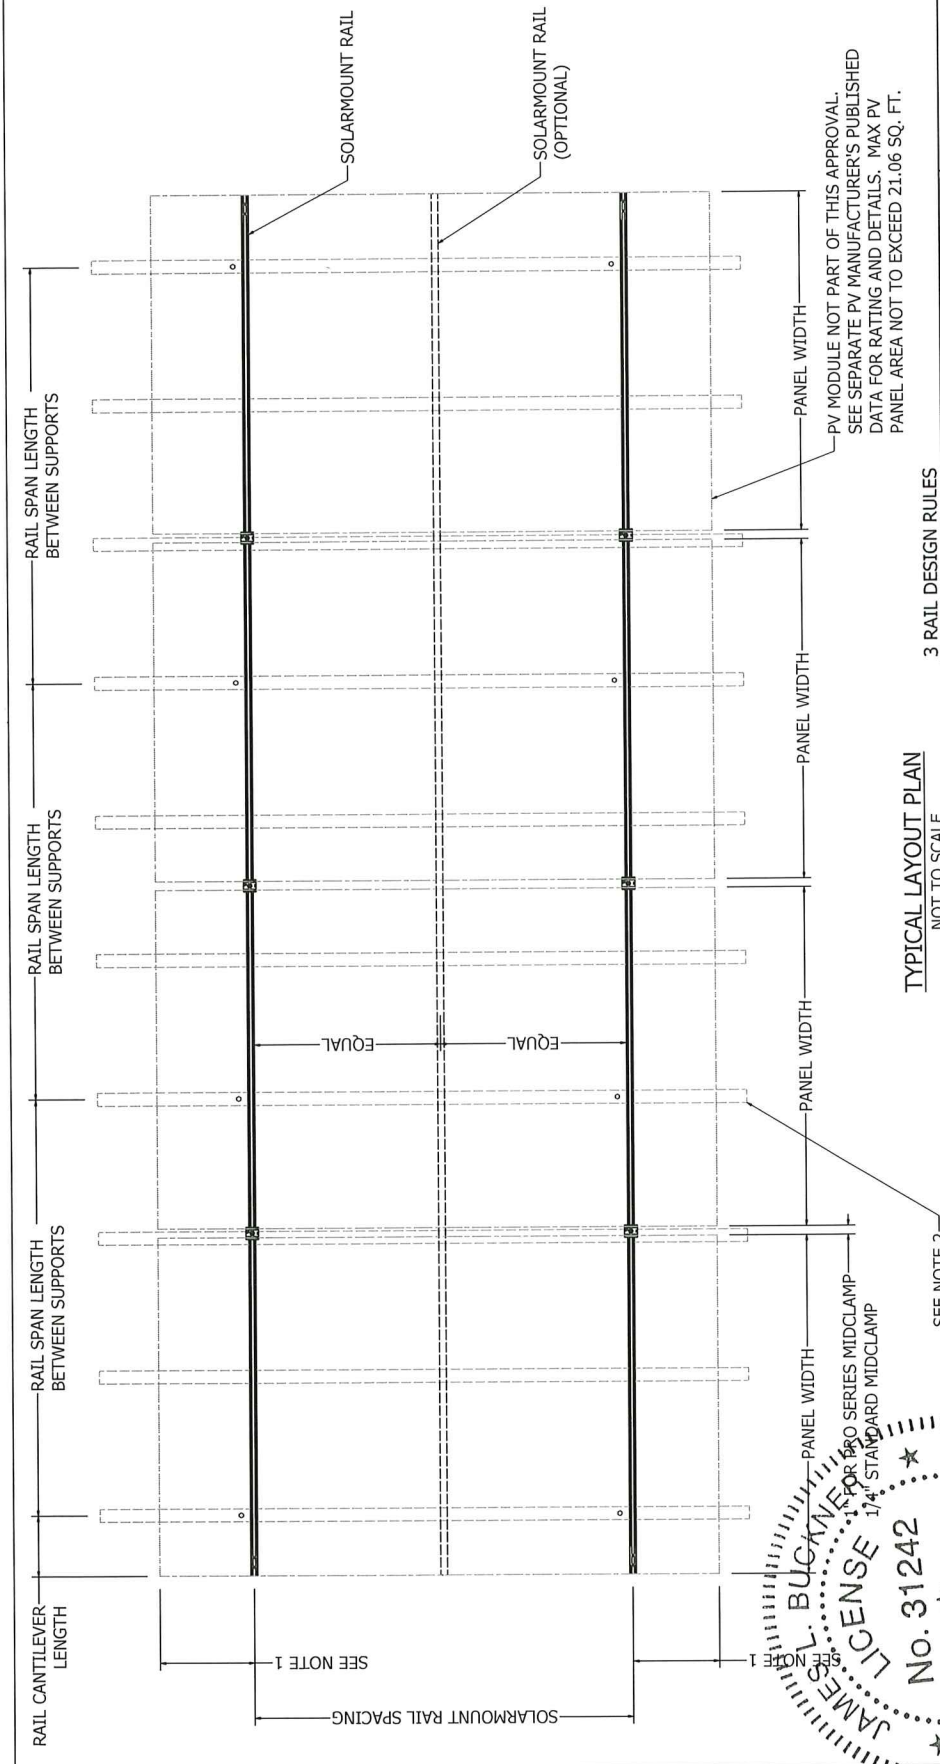 RAIL CANTILEVER
LENGTH
RAIL SPAN LENGTH
BETWEEN SUPPORTS
RAIL SPAN LENGTH
BETWEEN SUPPORTS
RAIL SPAN LENGTH
BETWEEN SUPPORTS
SOLARMOUNT RAIL
SOLARMOUNT RAIL
(OPTIONAL)
SEE NOTE 1
SOLARMOUNT RAIL SPACING
SEE NOTE 1
EQUAL
EQUAL
PANEL WIDTH
PANEL WIDTH
PANEL WIDTH
PANEL WIDTH
1" FOR PRO SERIES MIDCLAMP
1/4" STANDARD MIDCLAMP
PV MODULE NOT PART OF THIS APPROVAL.
SEE SEPARATE PV MANUFACTURER'S PUBLISHED
DATA FOR RATING AND DETAILS. MAX PV
PANEL AREA NOT TO EXCEED 21.06 SQ. FT.
SEE NOTE 2
TYPICAL LAYOUT PLAN
NOT TO SCALE
3 RAIL DESIGN RULES
JAMES L. BUCKNER
LICENSE
No. 31242